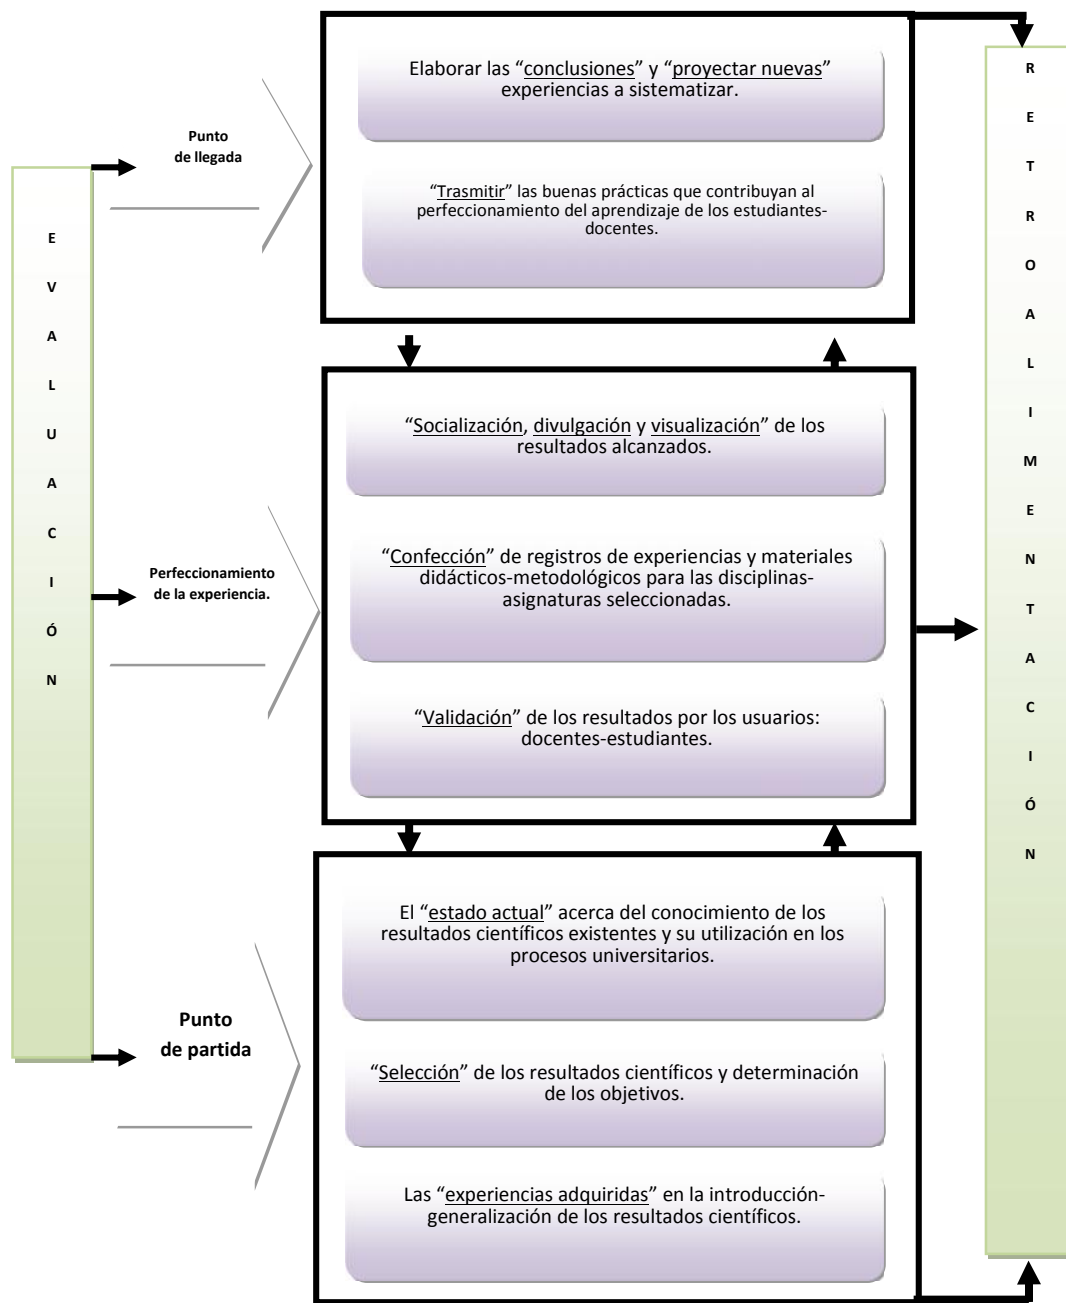 Elaborar las “conclusiones” y “proyectar nuevas”
experiencias a sistematizar.
Punto
de llegada
“Trasmitir” las buenas prácticas que contribuyan al
perfeccionamiento del aprendizaje de los estudiantes-
docentes.
E
V
A
L
U
A
C
I
Ó
N
“Socialización, divulgación y visualización” de los
resultados alcanzados.
Perfeccionamiento
de la experiencia.
“Confección” de registros de experiencias y materiales
didácticos-metodológicos para las disciplinas-
asignaturas seleccionadas.
“Validación” de los resultados por los usuarios:
docentes-estudiantes.
Punto
de partida
El “estado actual” acerca del conocimiento de los
resultados científicos existentes y su utilización en los
procesos universitarios.
“Selección” de los resultados científicos y determinación
de los objetivos.
Las “experiencias adquiridas” en la introducción-
generalización de los resultados científicos.
R
E
T
R
O
A
L
I
M
E
N
T
A
C
I
Ó
N